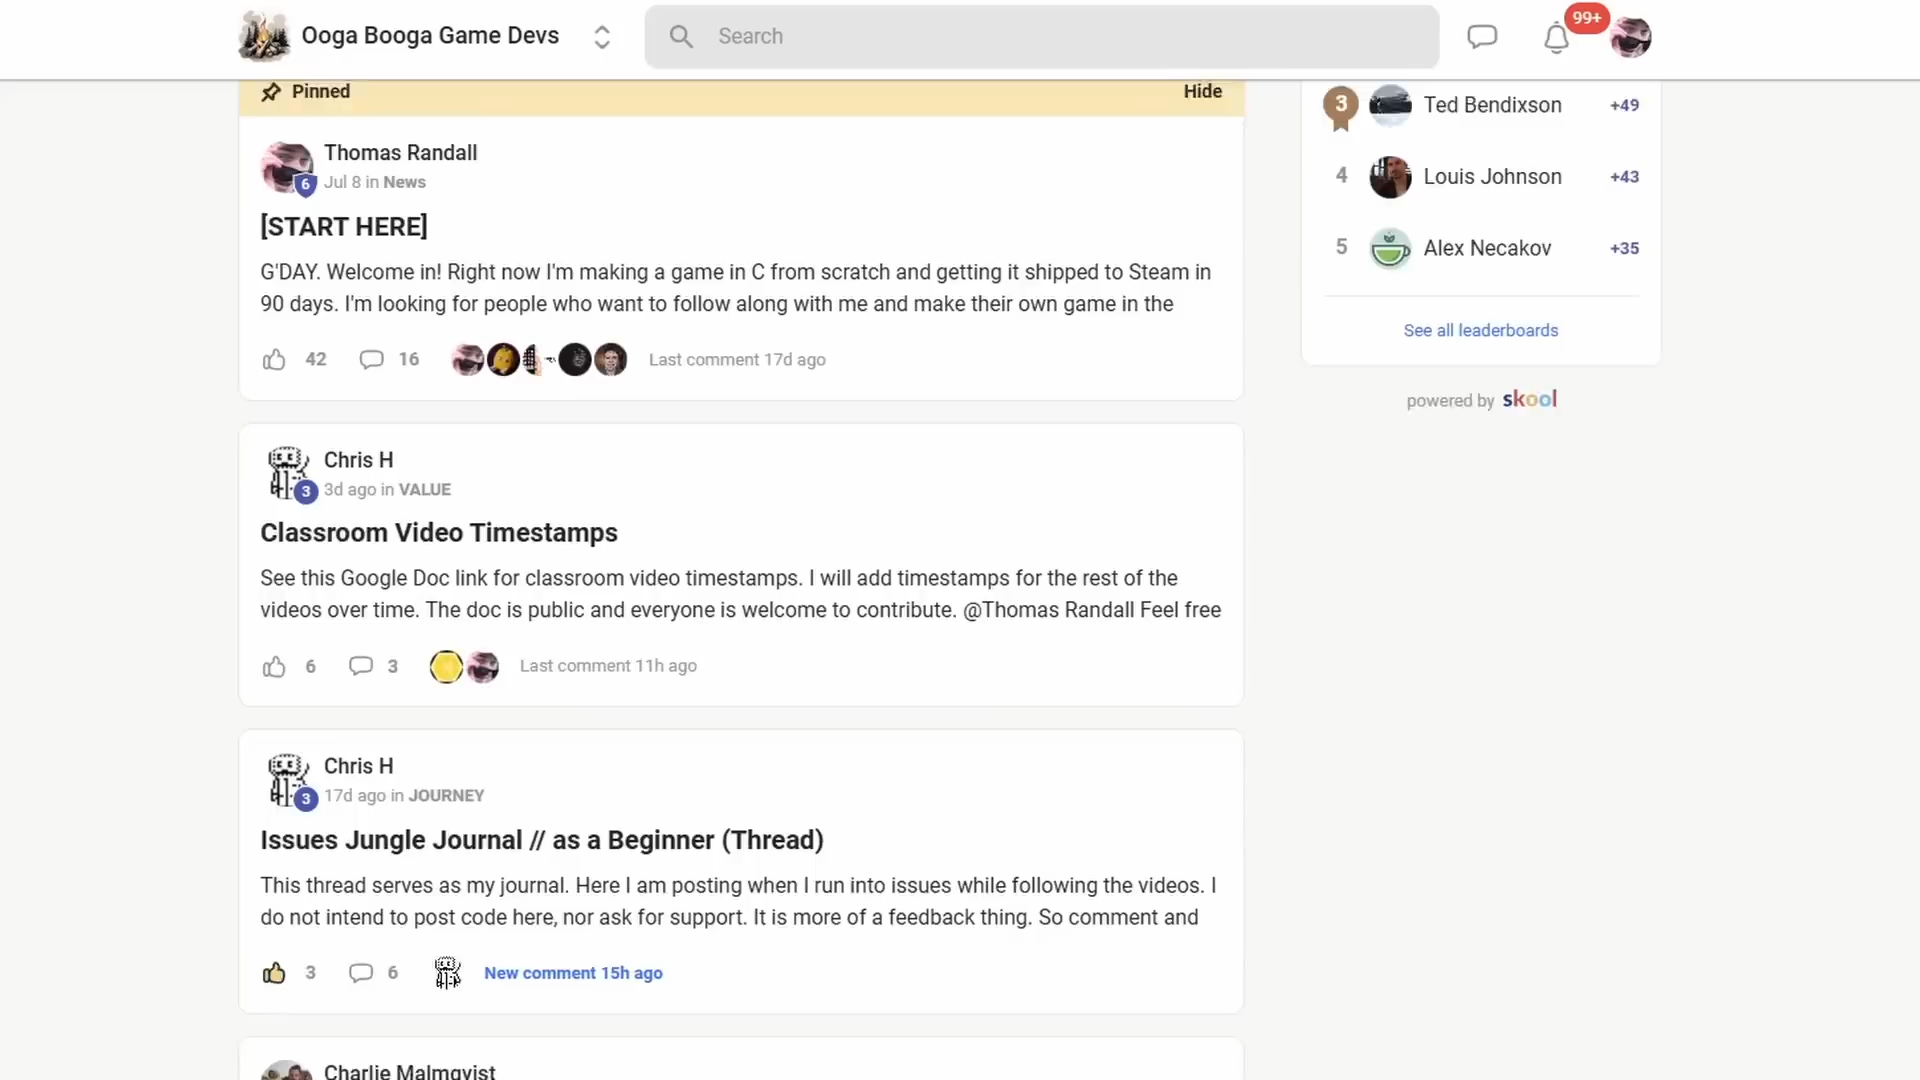 Ooga Booga Game Devs
Search
99+
Pinned
Hide
Thomas Randall
6
Jul 8 in News
[START HERE]
G'DAY. Welcome in! Right now I'm making a game in C from scratch and getting it shipped to Steam in
90 days. I'm looking for people who want to follow along with me and make their own game in the
42
16
Last comment 17d ago
Chris H
3
3d ago in VALUE
Classroom Video Timestamps
See this Google Doc link for classroom video timestamps. I will add timestamps for the rest of the
videos over time. The doc is public and everyone is welcome to contribute. @Thomas Randall Feel free
6
3
Last comment 11h ago
Chris H
3
17d ago in JOURNEY
Issues Jungle Journal // as a Beginner (Thread)
This thread serves as my journal. Here I am posting when I run into issues while following the videos. I
do not intend to post code here, nor ask for support. It is more of a feedback thing. So comment and
3
6
New comment 15h ago
Charlie Malmqvist
3
Ted Bendixson
+49
4
Louis Johnson
+43
5
Alex Necakov
+35
See all leaderboards
powered by skool